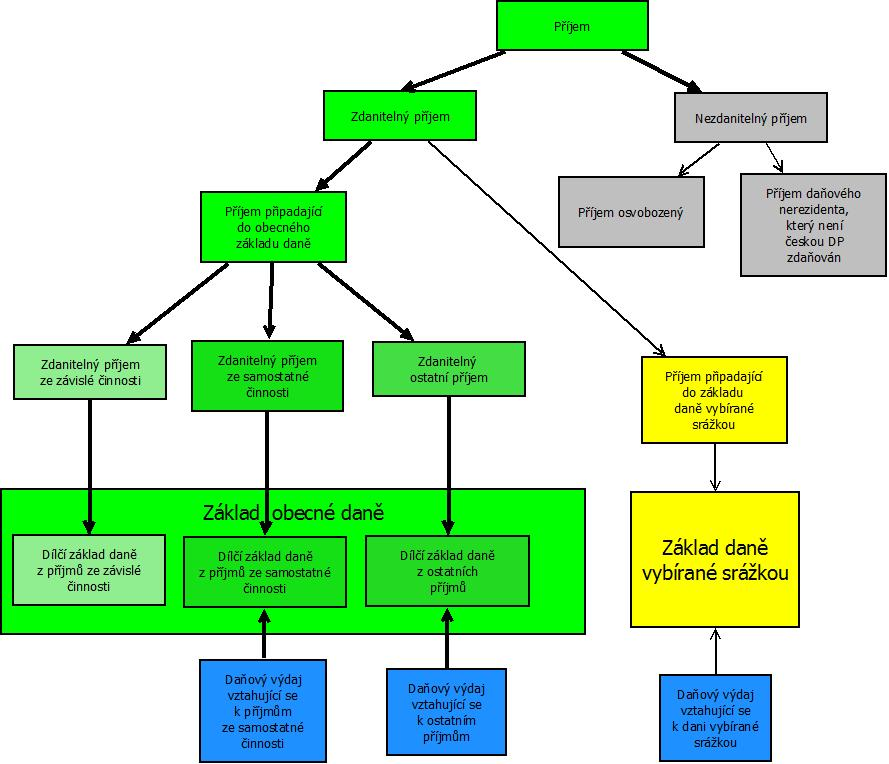 Příjem
Zdanitelný příjem
Nezdanitelný příjem
Příjem osvobozený
Příjem daňového
nerezidenta,
který není
českou DP
zdaňován
Příjem připadající
do obecného
základu daně
Zdanitelný příjem
ze závislé činnosti
Zdanitelný příjem
ze samostatné
činnosti
Zdanitelný
ostatní příjem
Příjem připadající
do základu
daně vybírané
srážkou
Základ obecné daně
Dílčí základ daně
z příjmů ze závislé
činnosti
Dílčí základ daně
z příjmů ze samostatné
činnosti
Dílčí základ daně
z ostatních
příjmů
Základ daně
vybírané srážkou
Daňový výdaj
vztahující se
k příjmům
ze samostatné
činnosti
Daňový výdaj
vztahující se
k ostatním
příjmům
Daňový výdaj
vztahující se
k dani vybírané
srážkou